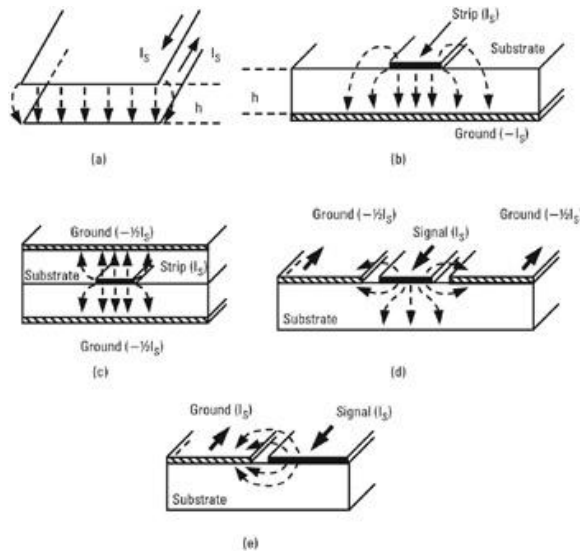 I_S
I_S
h
(a)
Strip (I_S)
Substrate
h
Ground (−I_S)
(b)
Ground (−½I_S)
Substrate
Strip (I_S)
Ground (−½I_S)
(c)
Ground (−½I_S)
Signal (I_S)
Ground (−½I_S)
Substrate
(d)
Ground (I_S)
Signal (I_S)
Substrate
(e)